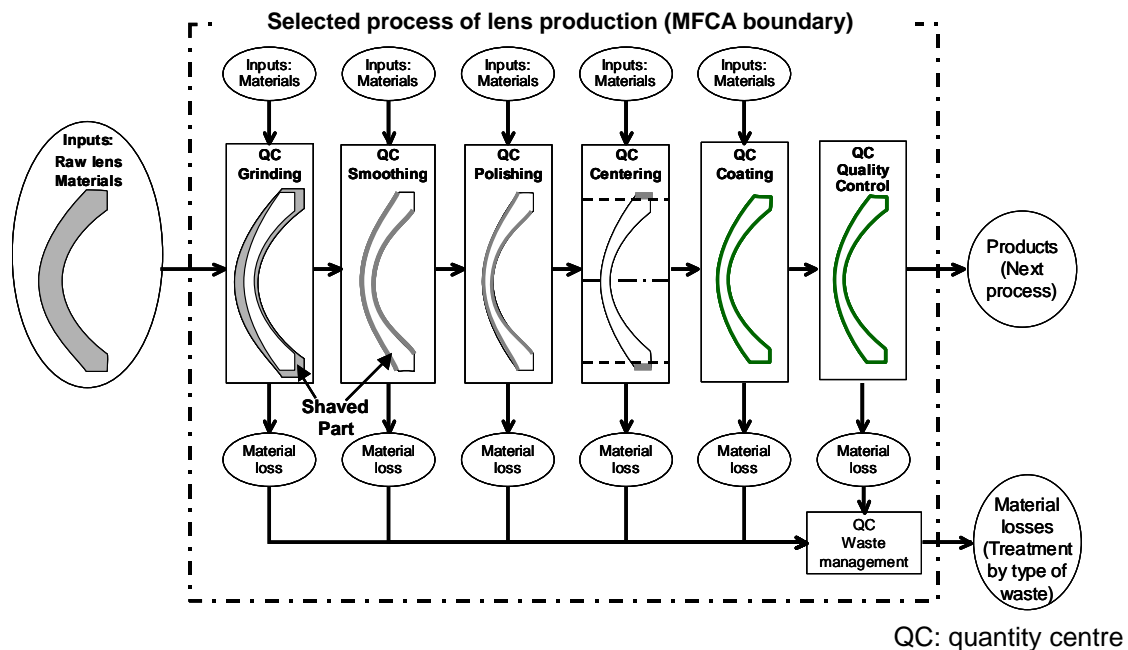 Selected process of lens production (MFCA boundary)
Inputs:
Materials
Inputs:
Materials
Inputs:
Materials
Inputs:
Materials
Inputs:
Materials
Inputs:
Raw lens
Materials
QC
Grinding
QC
Smoothing
QC
Polishing
QC
Centering
QC
Coating
QC
Quality
Control
Products
(Next
process)
Shaved
Part
Material
loss
Material
loss
Material
loss
Material
loss
Material
loss
Material
loss
QC
Waste
management
Material
losses
(Treatment
by type of
waste)
QC: quantity centre